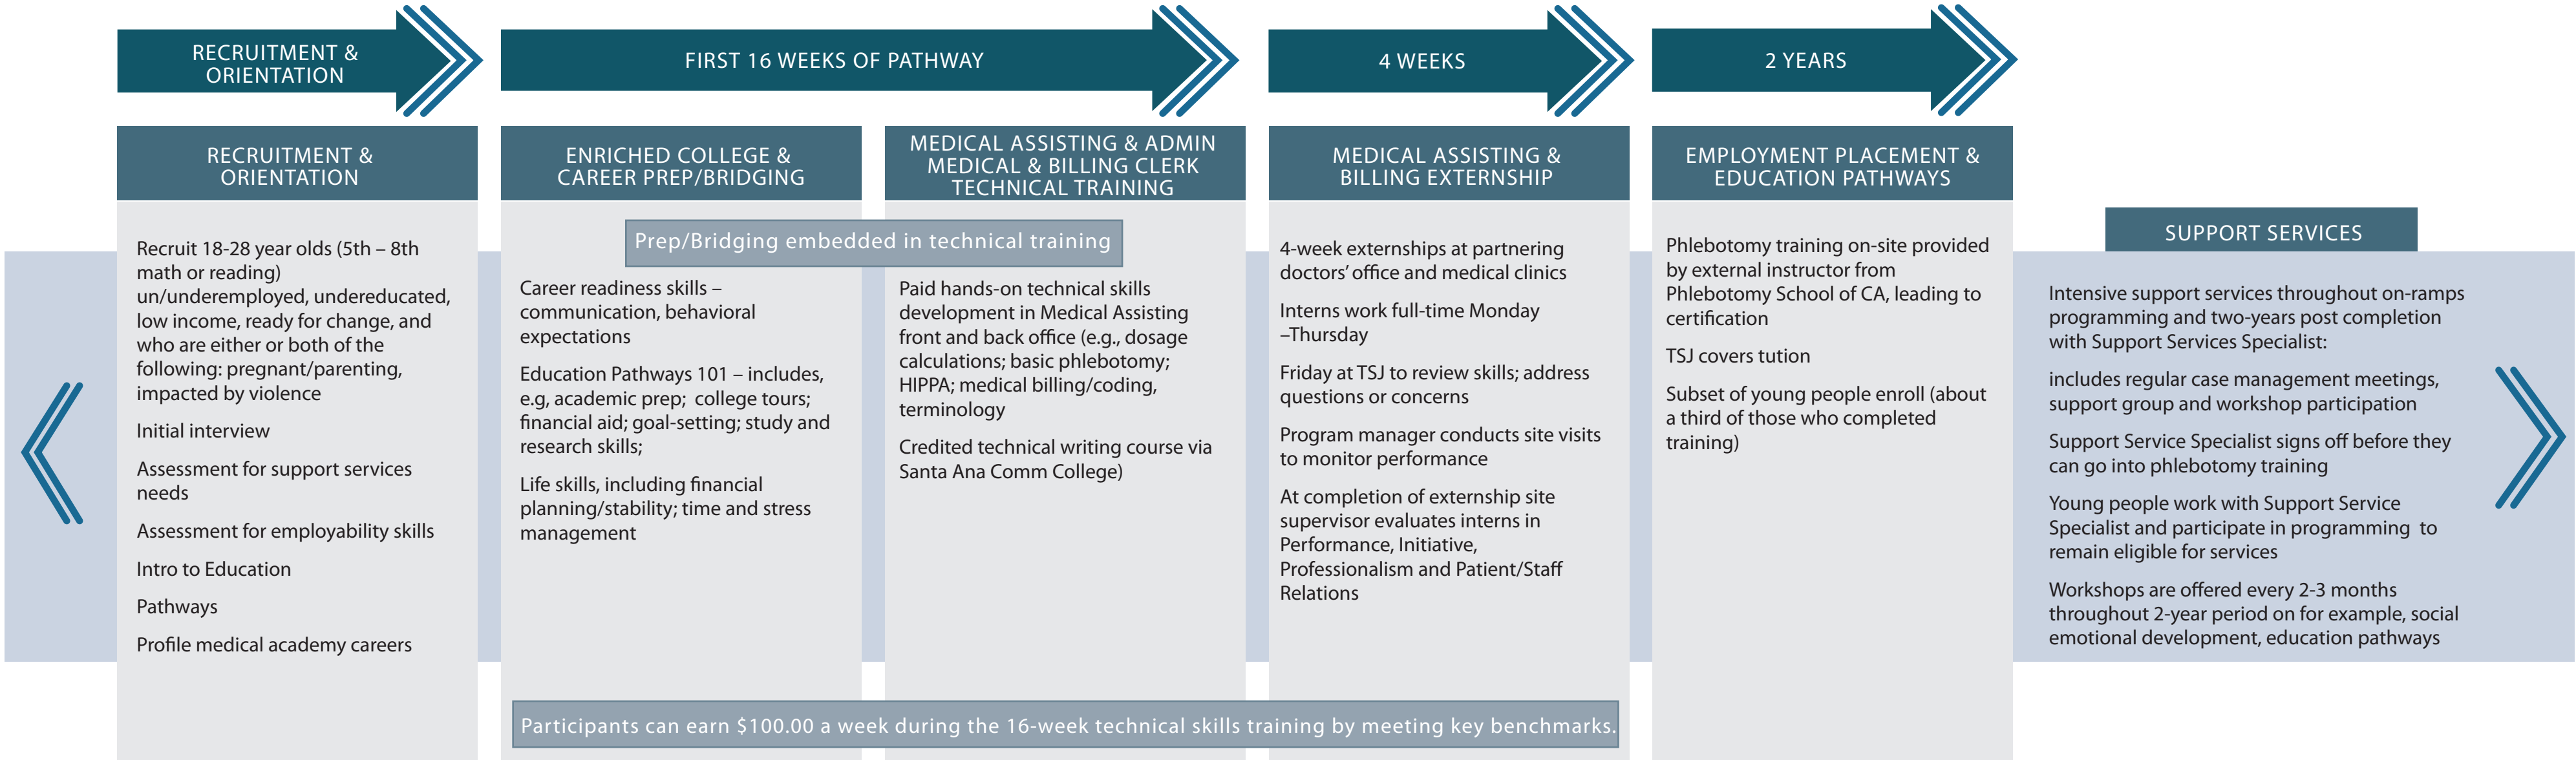 RECRUITMENT &
ORIENTATION
FIRST 16 WEEKS OF PATHWAY
4 WEEKS
2 YEARS
RECRUITMENT &
ORIENTATION
Recruit 18-28 year olds (5th – 8th
math or reading)
un/underemployed, undereducated,
low income, ready for change, and
who are either or both of the
following: pregnant/parenting,
impacted by violence
Initial interview
Assessment for support services
needs
Assessment for employability skills
Intro to Education
Pathways
Profile medical academy careers
ENRICHED COLLEGE &
CAREER PREP/BRIDGING
MEDICAL ASSISTING & ADMIN
MEDICAL & BILLING CLERK
TECHNICAL TRAINING
Prep/Bridging embedded in technical training
Career readiness skills –
communication, behavioral
expectations
Education Pathways 101 – includes,
e.g, academic prep; college tours;
financial aid; goal-setting; study and
research skills;
Life skills, including financial
planning/stability; time and stress
management
Paid hands-on technical skills
development in Medical Assisting
front and back office (e.g., dosage
calculations; basic phlebotomy;
HIPPA; medical billing/coding,
terminology
Credited technical writing course via
Santa Ana Comm College)
MEDICAL ASSISTING &
BILLING EXTERNSHIP
4-week externships at partnering
doctors’ office and medical clinics
Interns work full-time Monday
–Thursday
Friday at TSJ to review skills; address
questions or concerns
Program manager conducts site visits
to monitor performance
At completion of externship site
supervisor evaluates interns in
Performance, Initiative,
Professionalism and Patient/Staff
Relations
Participants can earn $100.00 a week during the 16-week technical skills training by meeting key benchmarks.
EMPLOYMENT PLACEMENT &
EDUCATION PATHWAYS
Phlebotomy training on-site provided
by external instructor from
Phlebotomy School of CA, leading to
certification
TSJ covers tution
Subset of young people enroll (about
a third of those who completed
training)
SUPPORT SERVICES
Intensive support services throughout on-ramps
programming and two-years post completion
with Support Services Specialist:
includes regular case management meetings,
support group and workshop participation
Support Service Specialist signs off before they
can go into phlebotomy training
Young people work with Support Service
Specialist and participate in programming to
remain eligible for services
Workshops are offered every 2-3 months
throughout 2-year period on for example, social
emotional development, education pathways